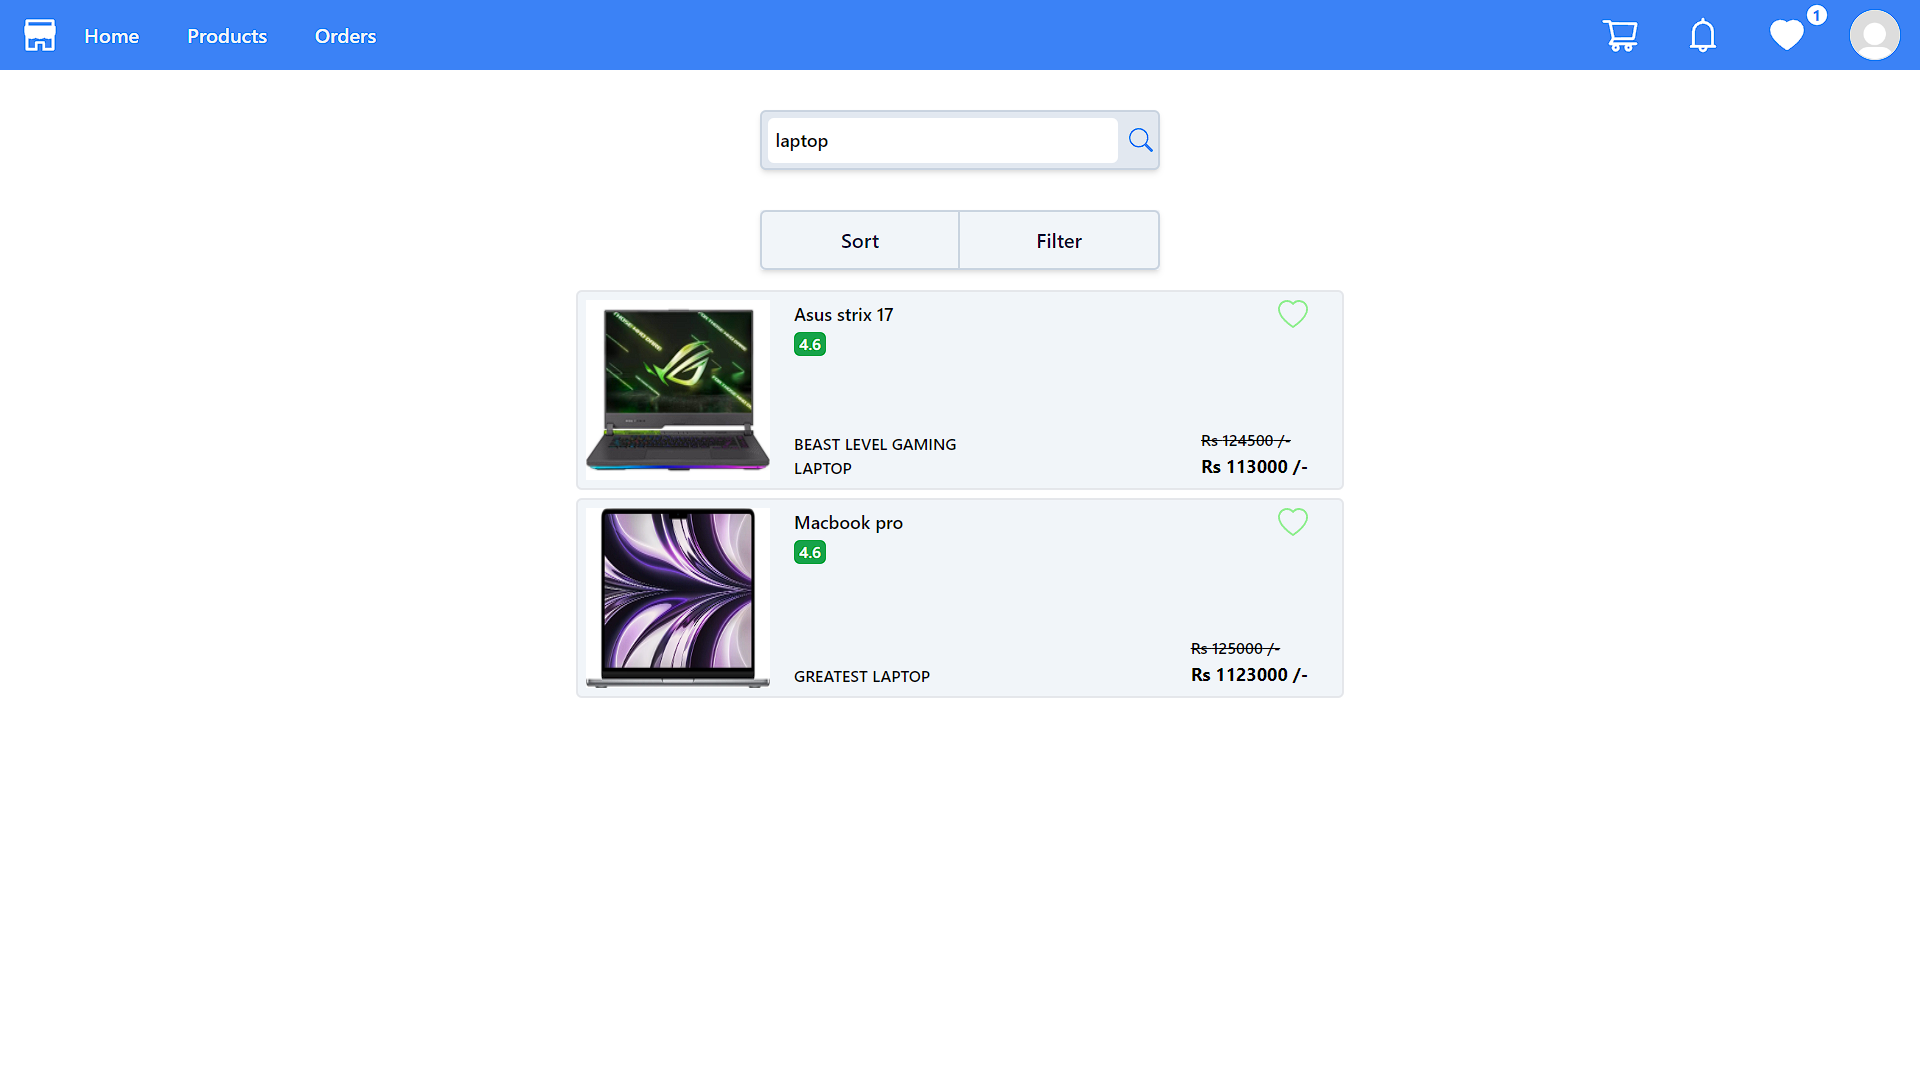 Home Products Orders 1
laptop
Sort Filter
Asus strix 17
4.6
BEAST LEVEL GAMING
LAPTOP
Rs 124500 /-
Rs 113000 /-
Macbook pro
4.6
GREATEST LAPTOP
Rs 125000 /-
Rs 1123000 /-